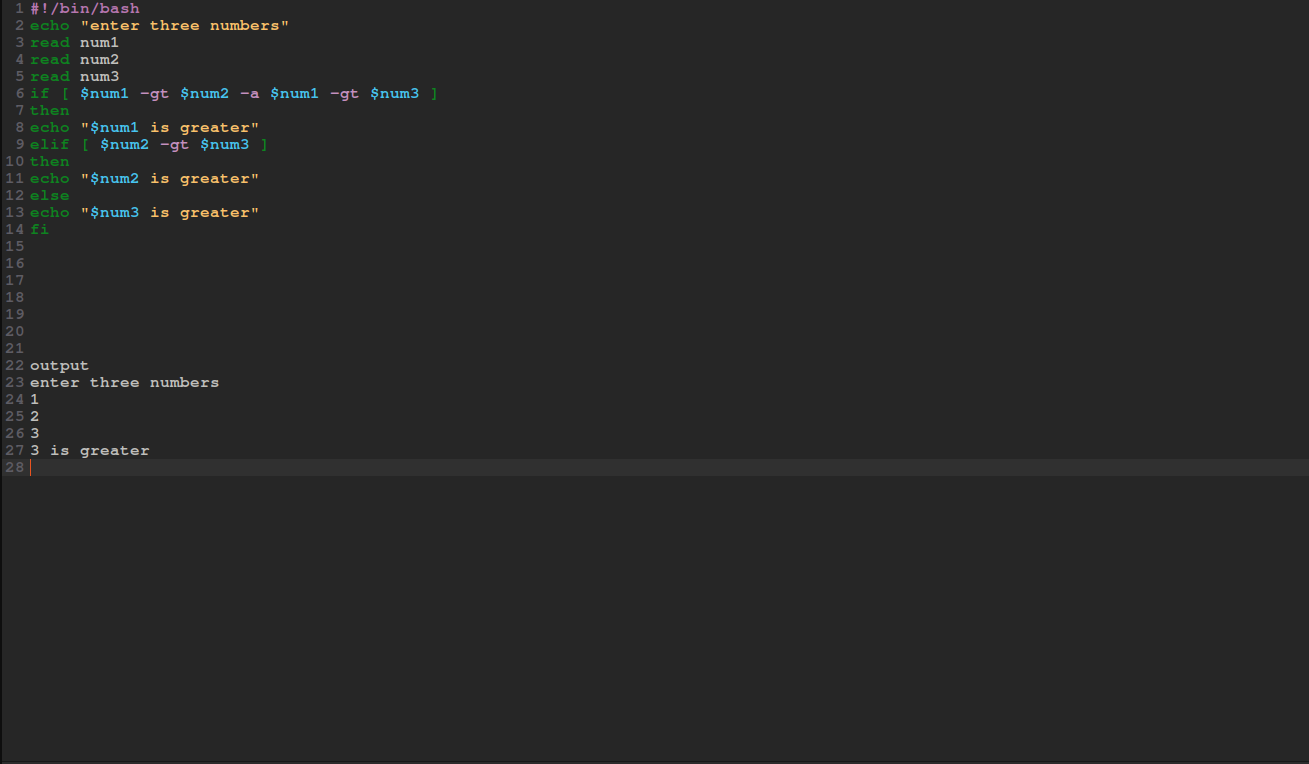 1 #!/bin/bash
2 echo "enter three numbers"
3 read num1
4 read num2
5 read num3
6 if [ $num1 -gt $num2 -a $num1 -gt $num3 ]
7 then
8 echo "$num1 is greater"
9 elif [ $num2 -gt $num3 ]
10 then
11 echo "$num2 is greater"
12 else
13 echo "$num3 is greater"
14 fi
15
16
17
18
19
20
21
22 output
23 enter three numbers
24 1
25 2
26 3
27 3 is greater
28